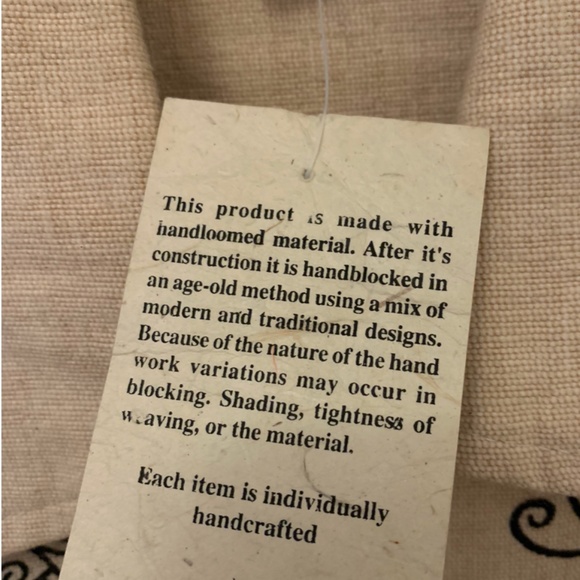 This product is made with
handloomed material. After it's
construction it is handblocked in
an age-old method using a mix of
modern and traditional designs.
Because of the nature of the hand
work variations may occur in
blocking. Shading, tightness of
weaving, or the material.
Each item is individually
handcrafted